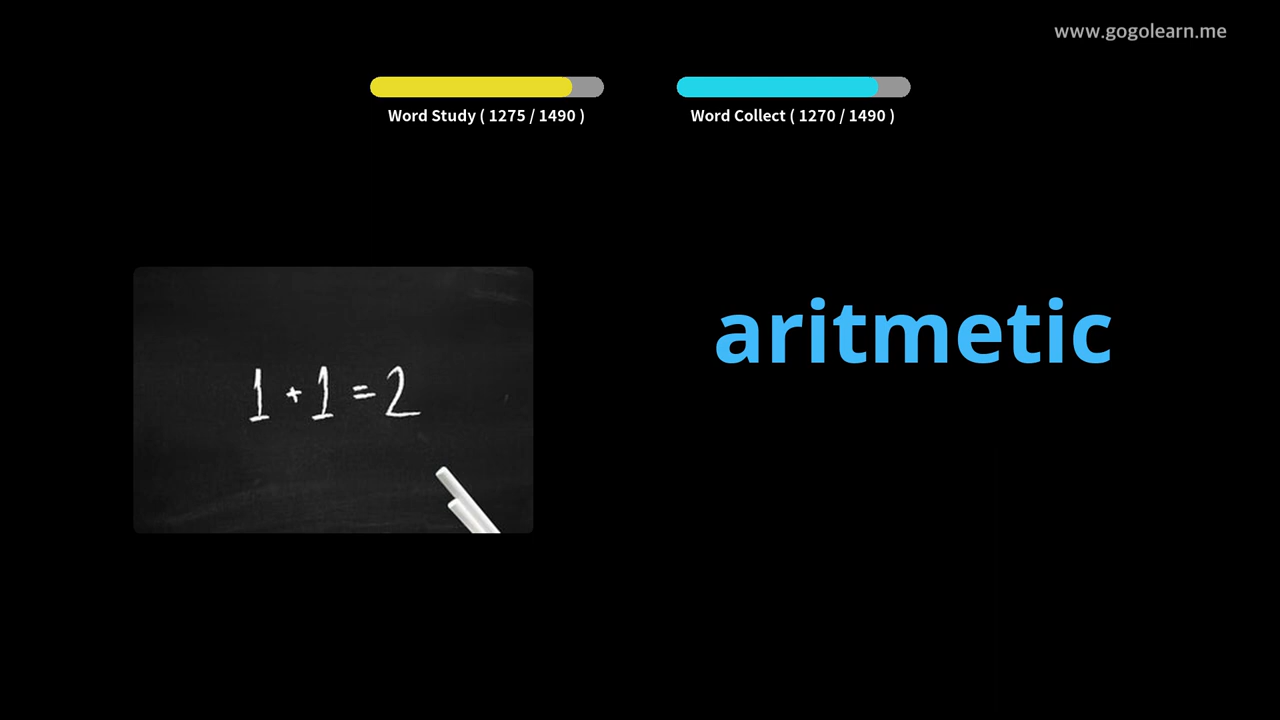 www.gogolearn.me
Word Study ( 1275 / 1490 )
Word Collect ( 1270 / 1490 )
aritmetic
1 + 1 = 2